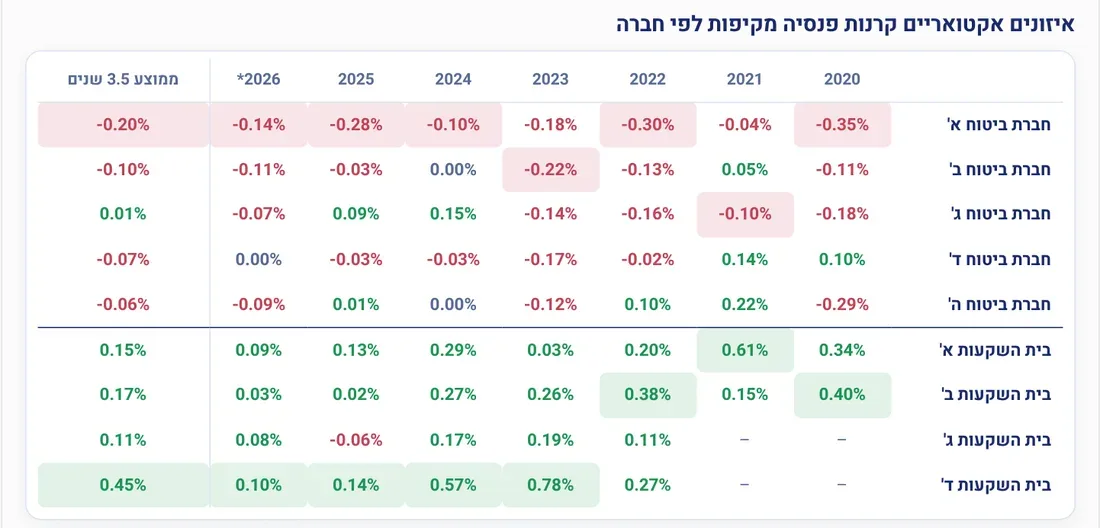 איזונים אקטואריים קרנות פנסיה מקיפות לפי חברה
2020 2021 2022 2023 2024 2025 2026* ממוצע 3.5 שנים
חברת ביטוח א' -0.35% -0.04% -0.30% -0.18% -0.10% -0.28% -0.14% -0.20%
חברת ביטוח ב' -0.11% 0.05% -0.13% -0.22% 0.00% -0.03% -0.11% -0.10%
חברת ביטוח ג' -0.18% -0.10% -0.16% -0.14% 0.15% 0.09% -0.07% 0.01%
חברת ביטוח ד' 0.10% 0.14% -0.02% -0.17% -0.03% -0.03% 0.00% -0.07%
חברת ביטוח ה' -0.29% 0.22% 0.10% -0.12% 0.00% 0.01% -0.09% -0.06%
בית השקעות א' 0.34% 0.61% 0.20% 0.03% 0.29% 0.13% 0.09% 0.15%
בית השקעות ב' 0.40% 0.15% 0.38% 0.26% 0.27% 0.02% 0.03% 0.17%
בית השקעות ג' – – 0.11% 0.19% 0.17% -0.06% 0.08% 0.11%
בית השקעות ד' – – 0.27% 0.78% 0.57% 0.14% 0.10% 0.45%